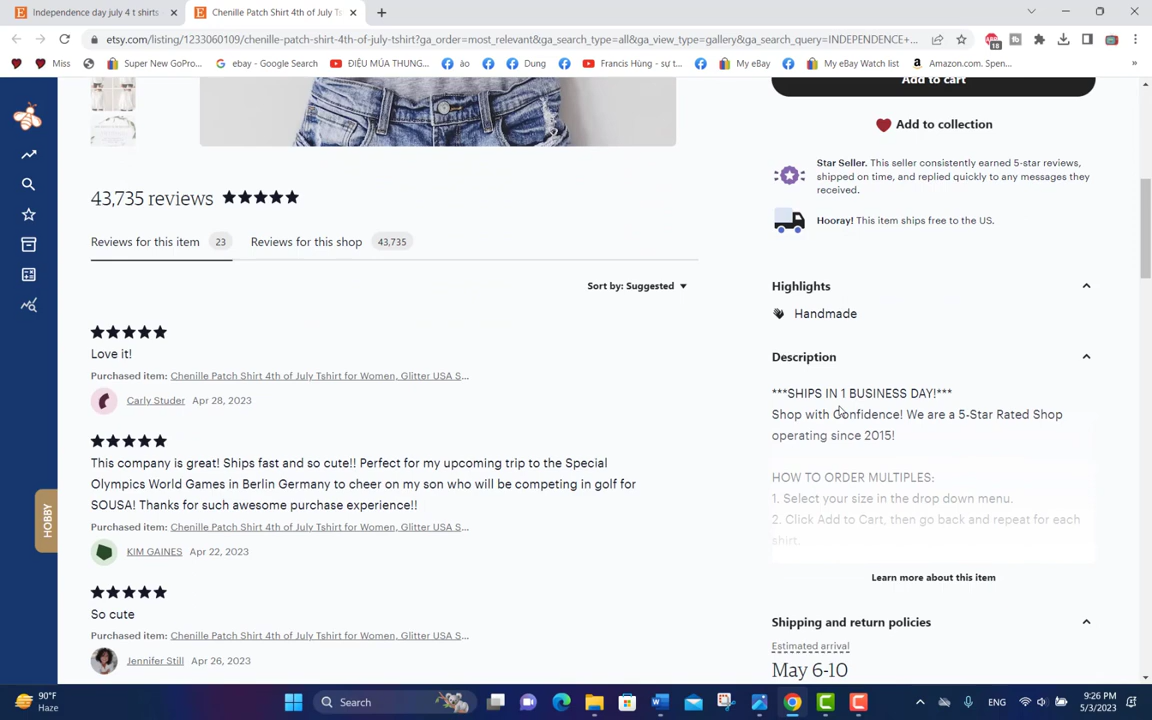 Independence day july 4 t shirts
Chenille Patch Shirt 4th of July T
etsy.com/listing/1233060109/chenille-patch-shirt-4th-of-july-tshirt?ga_order=most_relevant&ga_search_type=all&ga_view_type=gallery&ga_search_query=INDEPENDENCE+...
18
Miss
Super New GoPro...
ebay - Google Search
ĐIỆU MÚA THUNG...
ào
Dung
Francis Hùng - sự t...
My eBay
My eBay Watch list
Amazon.com. Spen...
»
Add to cart
Add to collection
Star Seller. This seller consistently earned 5-star reviews,
shipped on time, and replied quickly to any messages they
received.
Hooray! This item ships free to the US.
43,735 reviews
Reviews for this item 23
Reviews for this shop 43,735
Sort by: Suggested
Love it!
Purchased item: Chenille Patch Shirt 4th of July Tshirt for Women, Glitter USA S...
Carly Studer Apr 28, 2023
This company is great! Ships fast and so cute!! Perfect for my upcoming trip to the Special
Olympics World Games in Berlin Germany to cheer on my son who will be competing in golf for
SOUSA! Thanks for such awesome purchase experience!!
Purchased item: Chenille Patch Shirt 4th of July Tshirt for Women, Glitter USA S...
KIM GAINES Apr 22, 2023
So cute
Purchased item: Chenille Patch Shirt 4th of July Tshirt for Women, Glitter USA S...
Jennifer Still Apr 26, 2023
HOBBY
Highlights
Handmade
Description
***SHIPS IN 1 BUSINESS DAY!***
Shop with Confidence! We are a 5-Star Rated Shop
operating since 2015!
HOW TO ORDER MULTIPLES:
1. Select your size in the drop down menu.
2. Click Add to Cart, then go back and repeat for each
shirt,
Learn more about this item
Shipping and return policies
Estimated arrival
May 6-10
90°F
Haze
Search
ENG
9:26 PM
5/3/2023